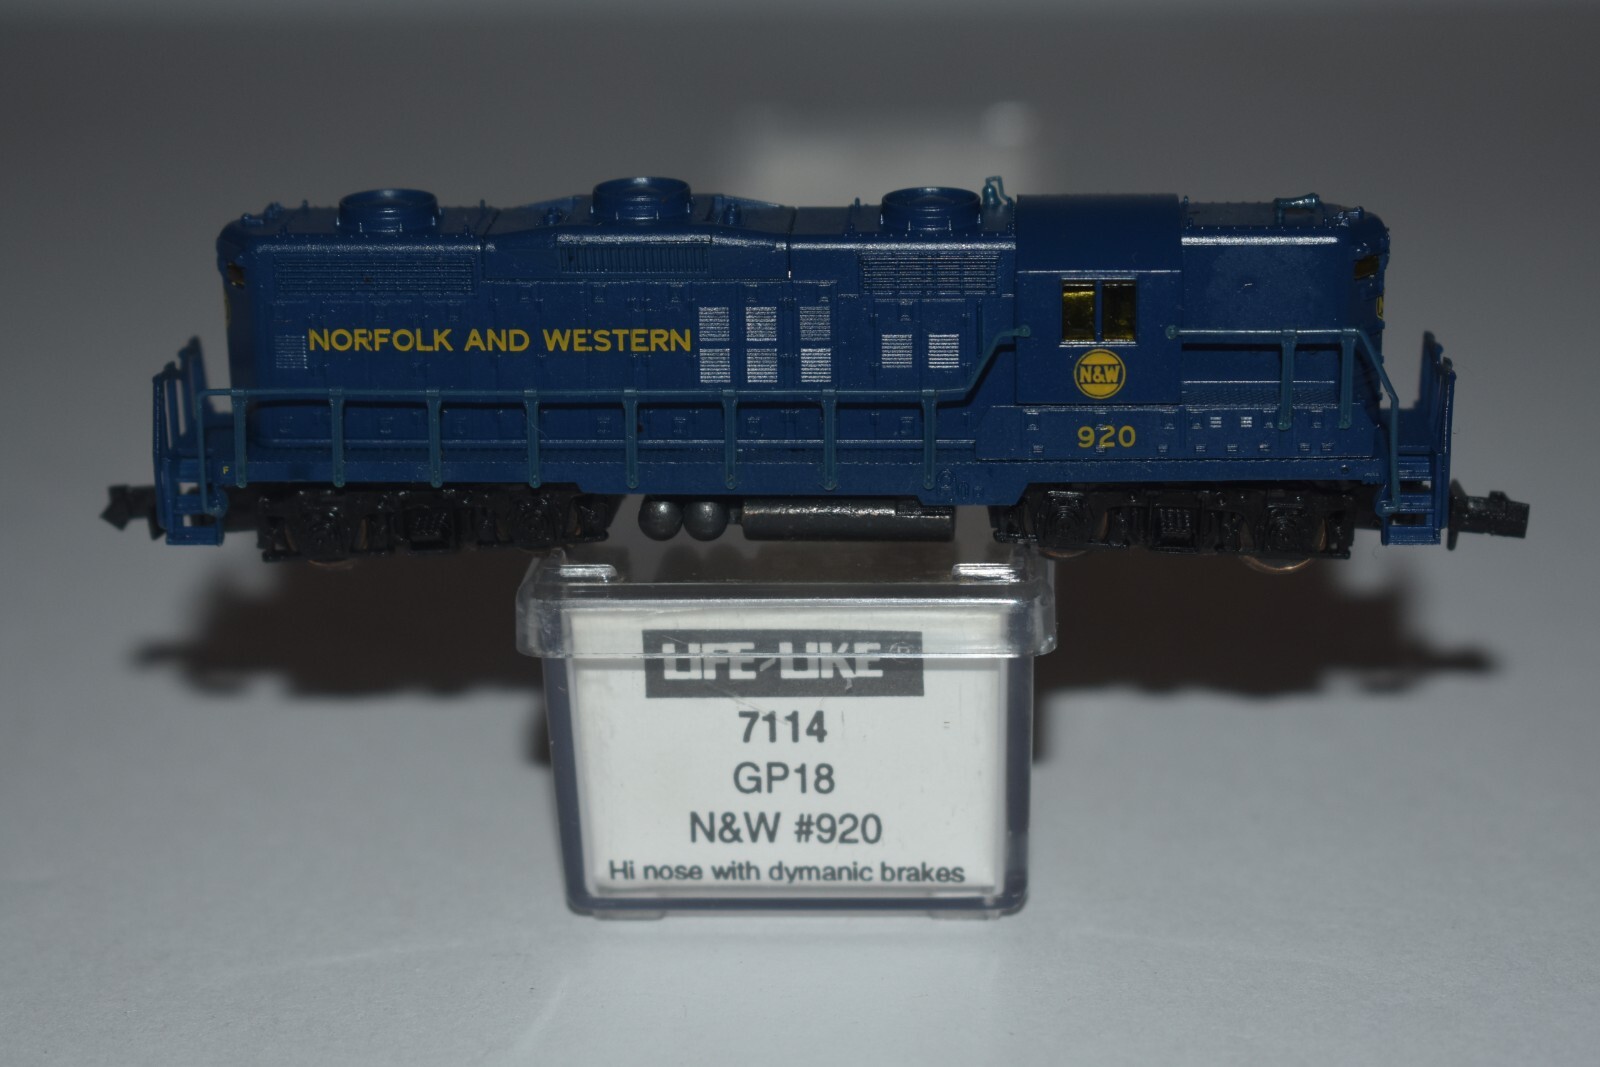 NORFOLK AND WESTERN
N&W
920
F
LIFE-LIKE®
7114
GP18
N&W #920
Hi nose with dymanic brakes